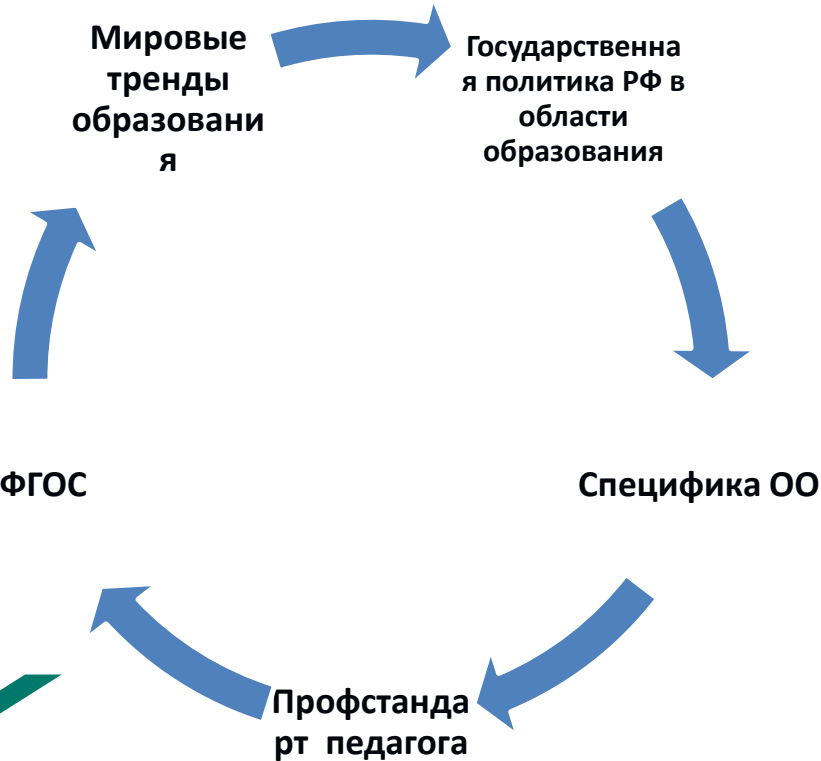 Мировые
тренды
образовани
я
Государственна
я политика РФ в
области
образования
Специфика ОО
Профстанда
рт педагога
ФГОС